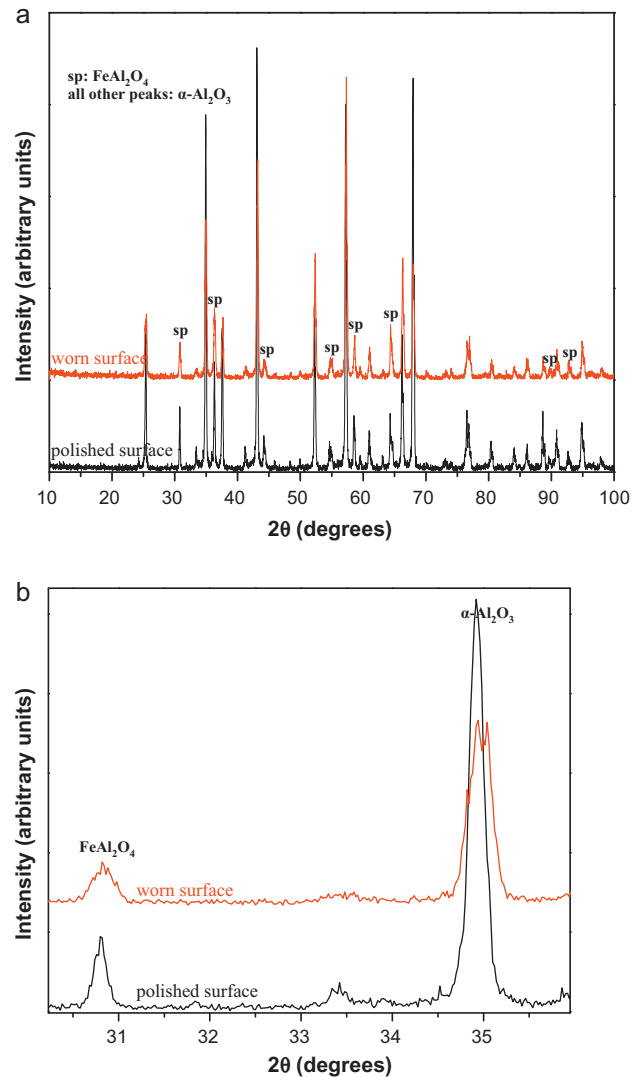 a
sp: FeAl₂O₄
all other peaks: α-Al₂O₃
Intensity (arbitrary units)
sp
sp
sp
sp
sp
sp
sp
sp
worn surface
polished surface
10 20 30 40 50 60 70 80 90 100
2θ (degrees)
b
α-Al₂O₃
Intensity (arbitrary units)
FeAl₂O₄
worn surface
polished surface
31 32 33 34 35
2θ (degrees)